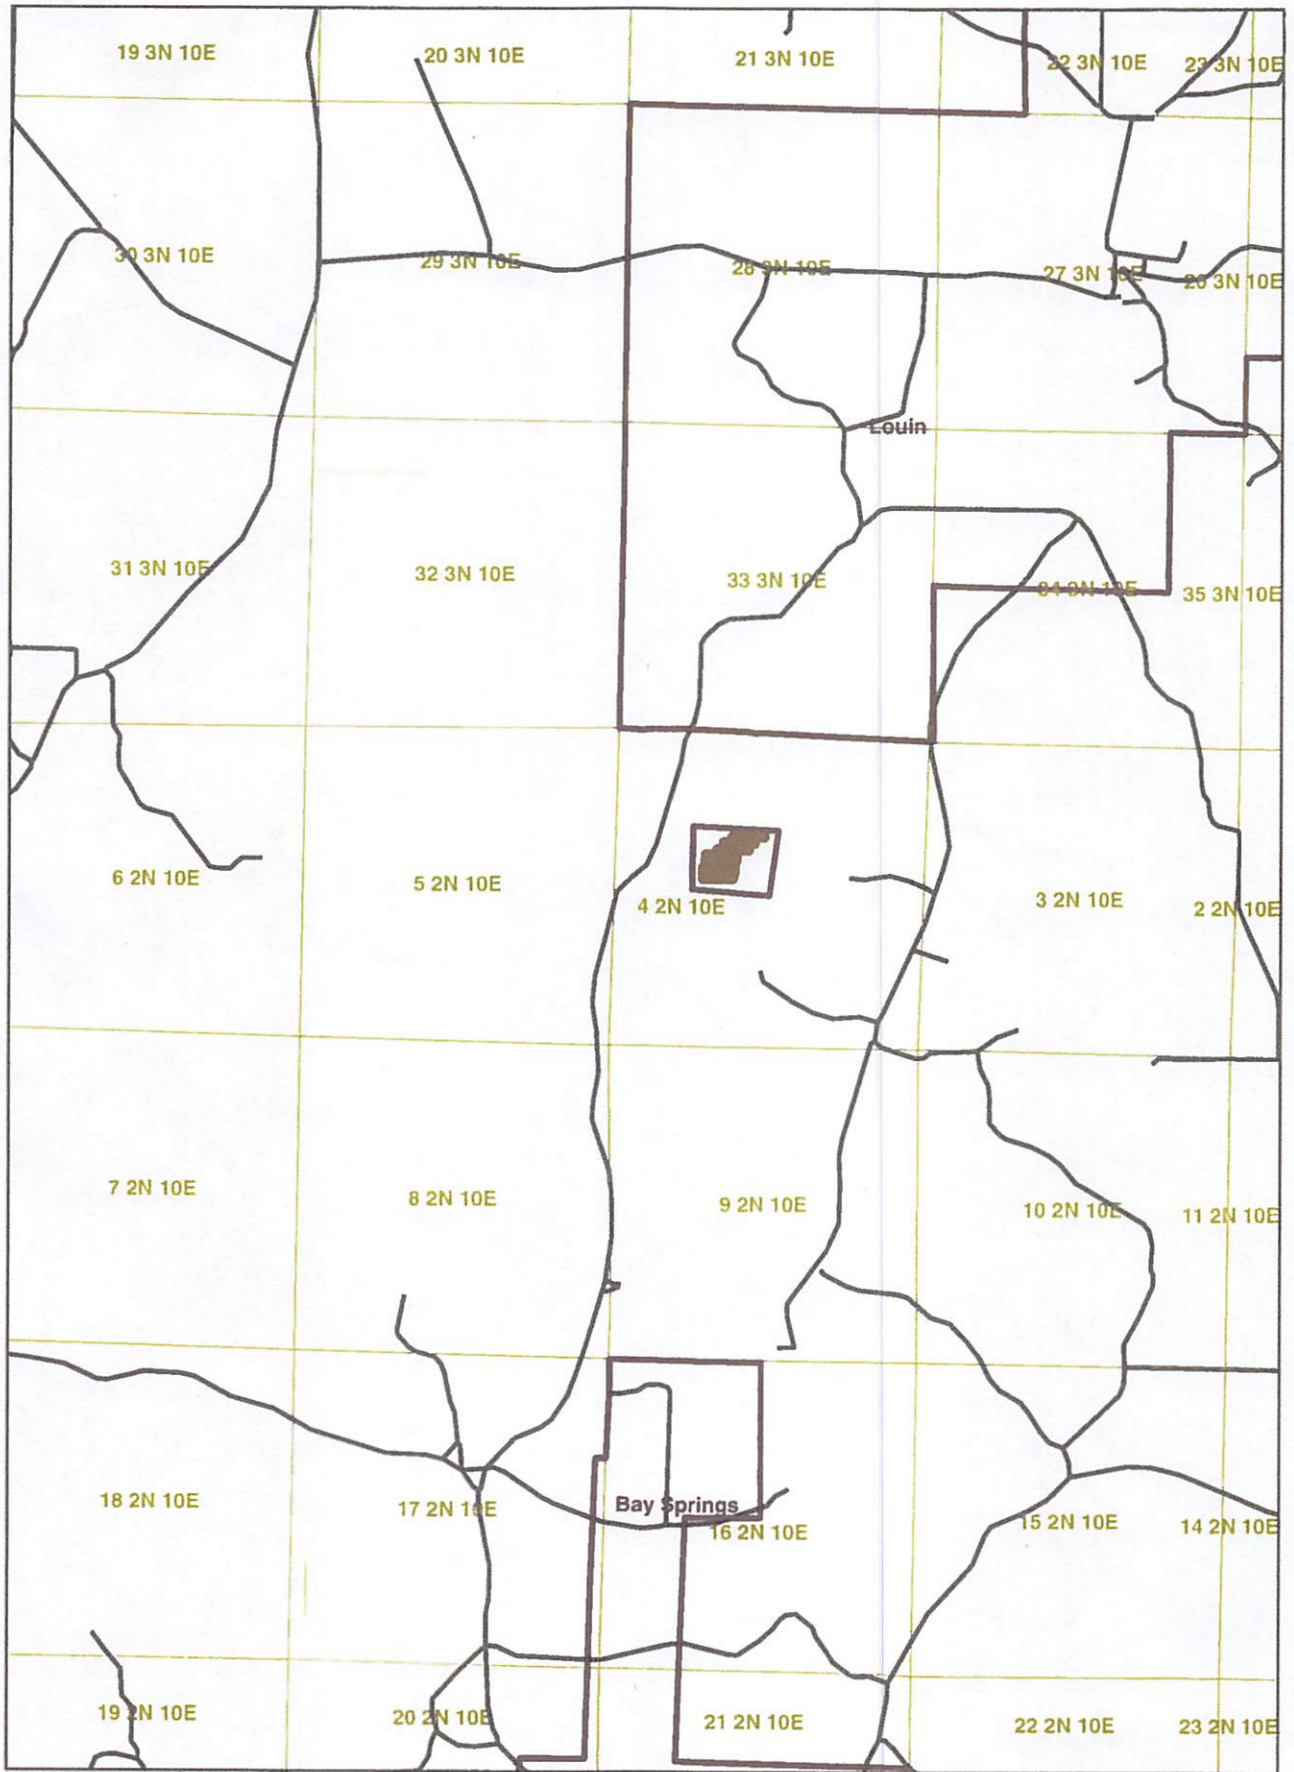 19 3N 10E
20 3N 10E
21 3N 10E
22 3N 10E
23 3N 10E
30 3N 10E
29 3N 10E
28 3N 10E
27 3N 10E
26 3N 10E
Louin
31 3N 10E
32 3N 10E
33 3N 10E
34 3N 10E
35 3N 10E
6 2N 10E
5 2N 10E
4 2N 10E
3 2N 10E
2 2N 10E
7 2N 10E
8 2N 10E
9 2N 10E
10 2N 10E
11 2N 10E
18 2N 10E
17 2N 10E
Bay Springs
16 2N 10E
15 2N 10E
14 2N 10E
19 2N 10E
20 2N 10E
21 2N 10E
22 2N 10E
23 2N 10E